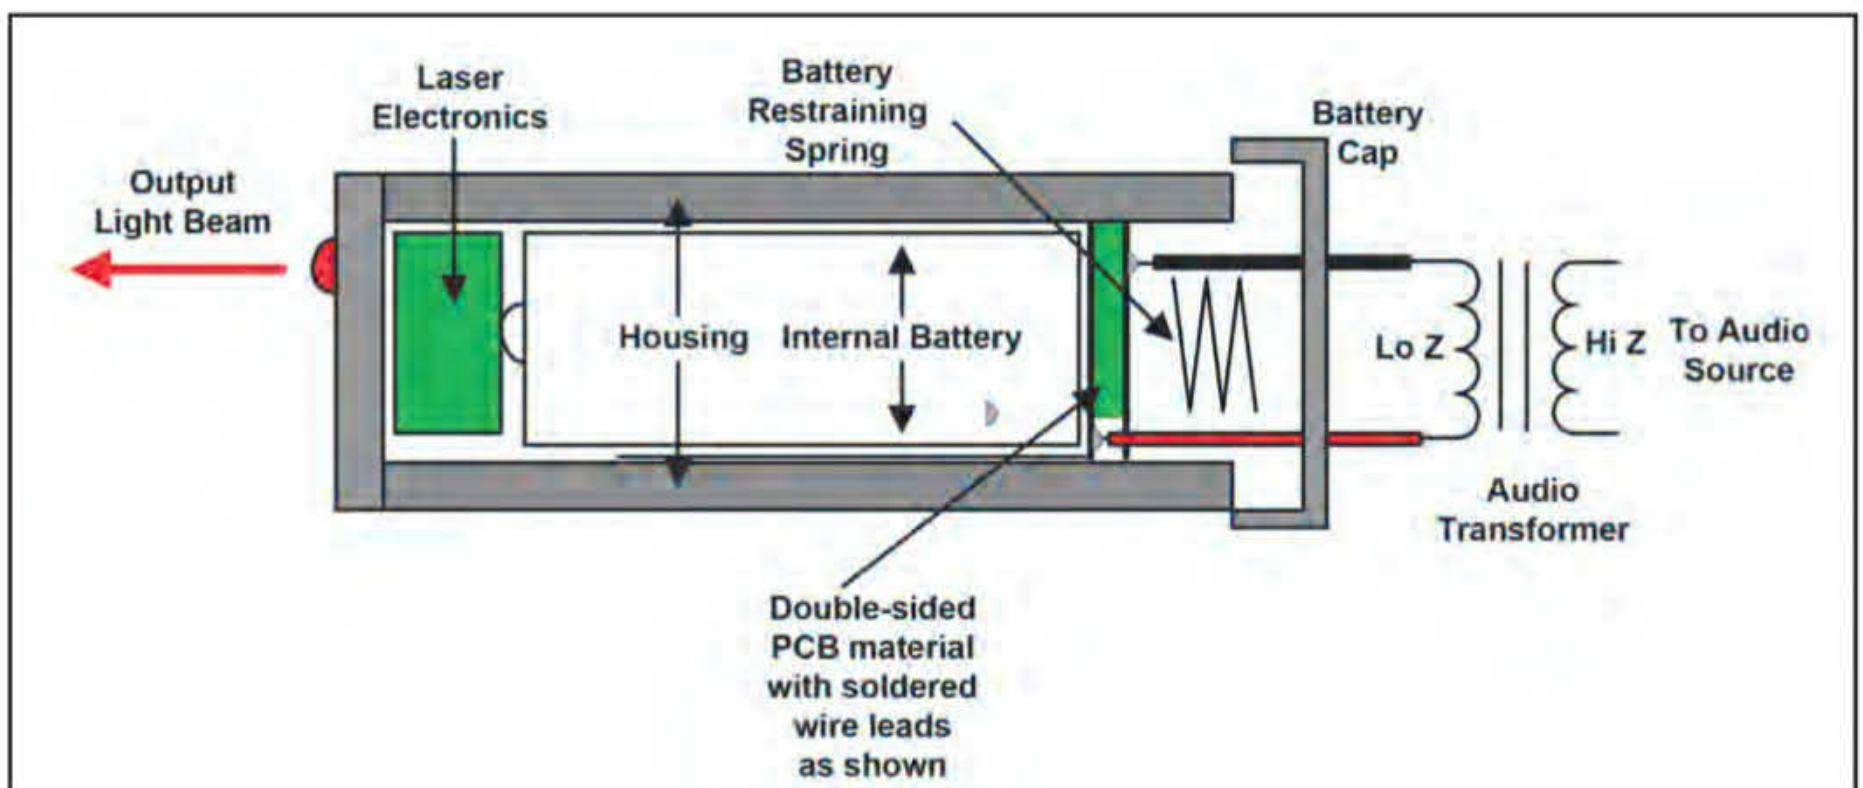 Laser
Electronics
Battery
Restraining
Spring
Battery
Cap
Output
Light Beam
Housing
Internal Battery
Lo Z
Hi Z
To Audio
Source
Audio
Transformer
Double-sided
PCB material
with soldered
wire leads
as shown